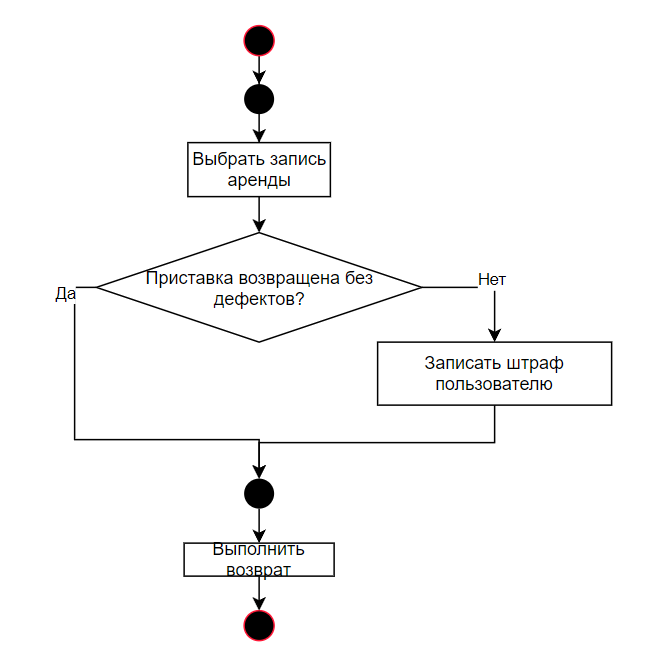 Выбрать запись
аренды
Приставка возвращена без
дефектов?
Да
Нет
Записать штраф
пользователю
Выполнить
возврат